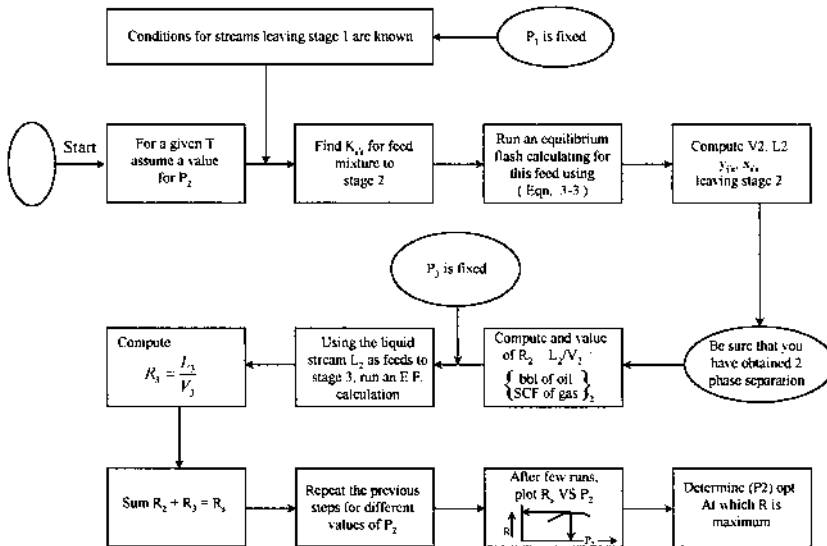 Conditions for streams leaving stage 1 are known
P₁ is fixed
Start
For a given T
assume a value
for P₂
Find K
for feed
mixture to
stage 2
Run an equilibrium
flash calculating for
this feed using
( Eqn. 3-3 )
Compute V2. L2
leaving stage 2
P₃ is fixed
Be sure that you
have obtained 2
phase separation
Compute and value
of R₂ L₂/V₂
bbl of oil
SCF of gas
2
Using the liquid
stream L₂ as feeds to
stage 3, run an E F.
calculation
Compute
R₃ = L₃/V₃
Sum R₂ + R₃ = Rₛ
Repeat the previous
steps for different
values of P₂
After few runs,
plot Rₛ VS P₂
R
P₂
Determine (P2) opt
At which R is
maximum